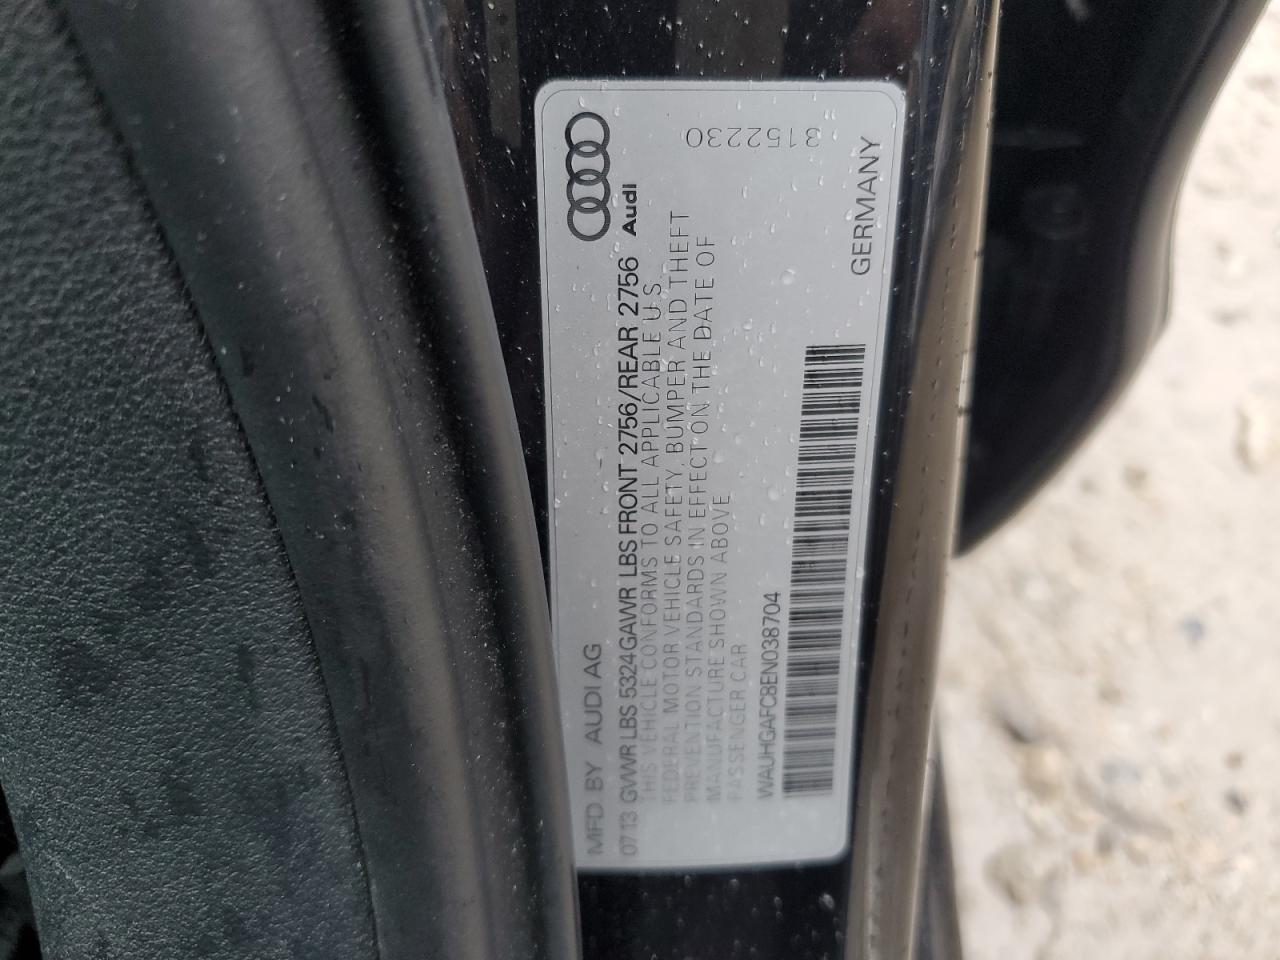 MFD BY AUDI AG
Audi
0713 GVWR LBS 5324 GAWR LBS FRONT 2756/REAR 2756
THIS VEHICLE CONFORMS TO ALL APPLICABLE U.S.
FEDERAL MOTOR VEHICLE SAFETY, BUMPER AND THEFT
PREVENTION STANDARDS IN EFFECT ON THE DATE OF
MANUFACTURE SHOWN ABOVE
PASSENGER CAR
3152230
WAUHGAFC8EN038704
GERMANY